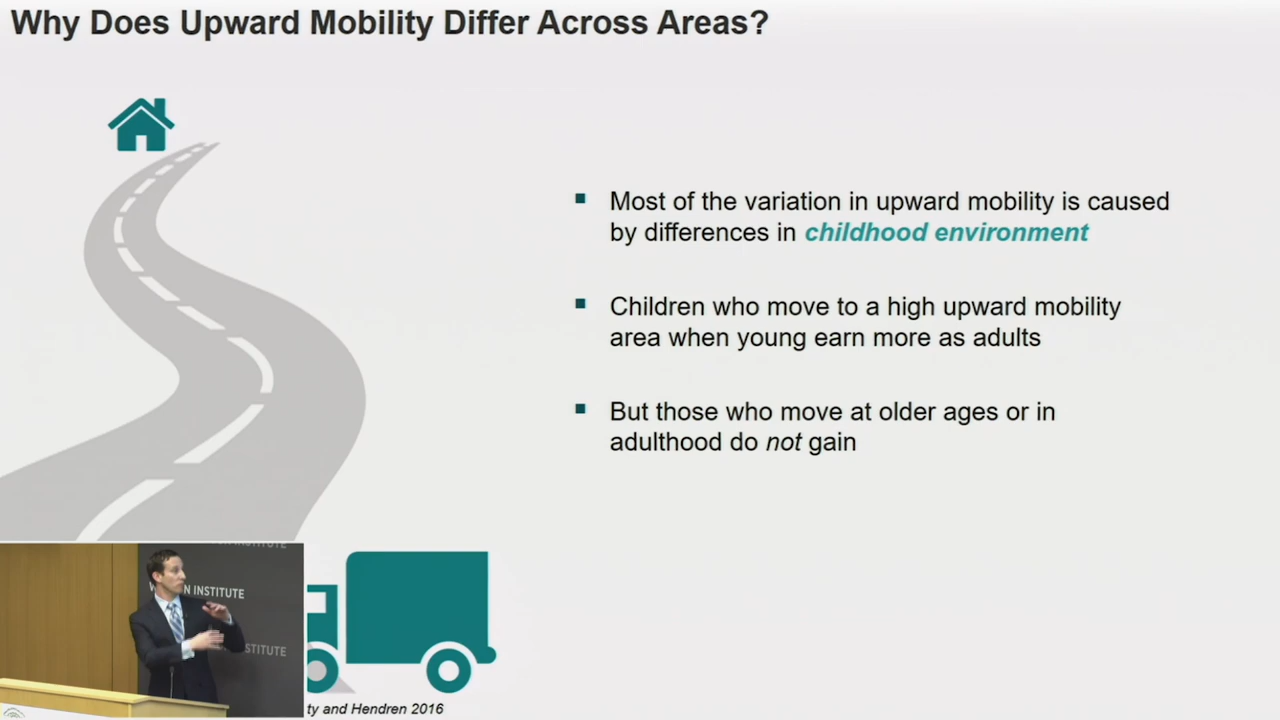 Why Does Upward Mobility Differ Across Areas?
Most of the variation in upward mobility is caused
by differences in childhood environment
Children who move to a high upward mobility
area when young earn more as adults
But those who move at older ages or in
adulthood do not gain
INSTITUTE
and Hendren 2016